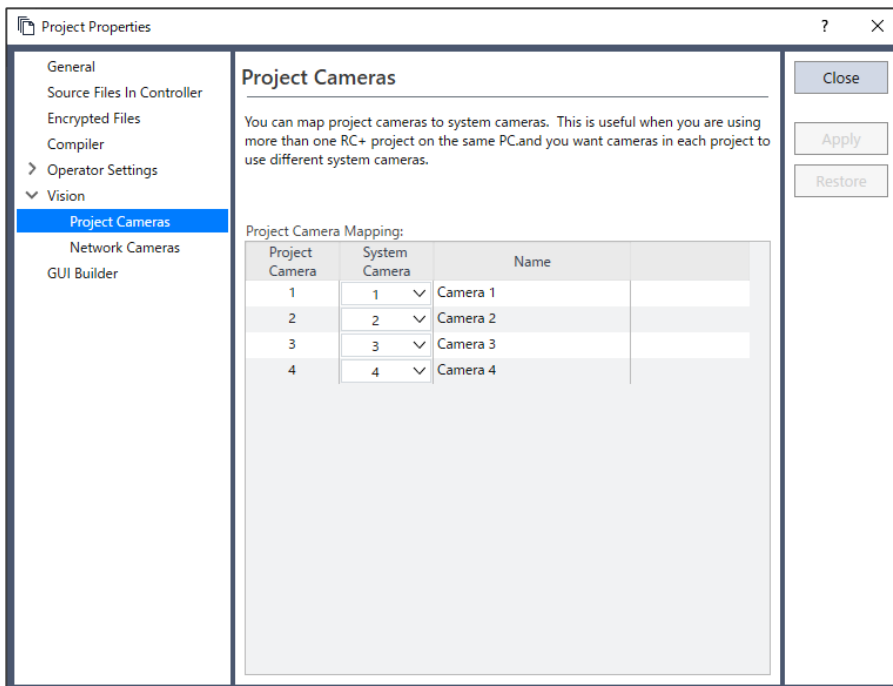 Project Properties
?
General
Source Files In Controller
Encrypted Files
Compiler
Operator Settings
Vision
Project Cameras
Network Cameras
GUI Builder
Project Cameras
You can map project cameras to system cameras.  This is useful when you are using
more than one RC+ project on the same PC.and you want cameras in each project to
use different system cameras.
Project Camera Mapping:
Project Camera System Camera Name
1 1 Camera 1
2 2 Camera 2
3 3 Camera 3
4 4 Camera 4
Close
Apply
Restore